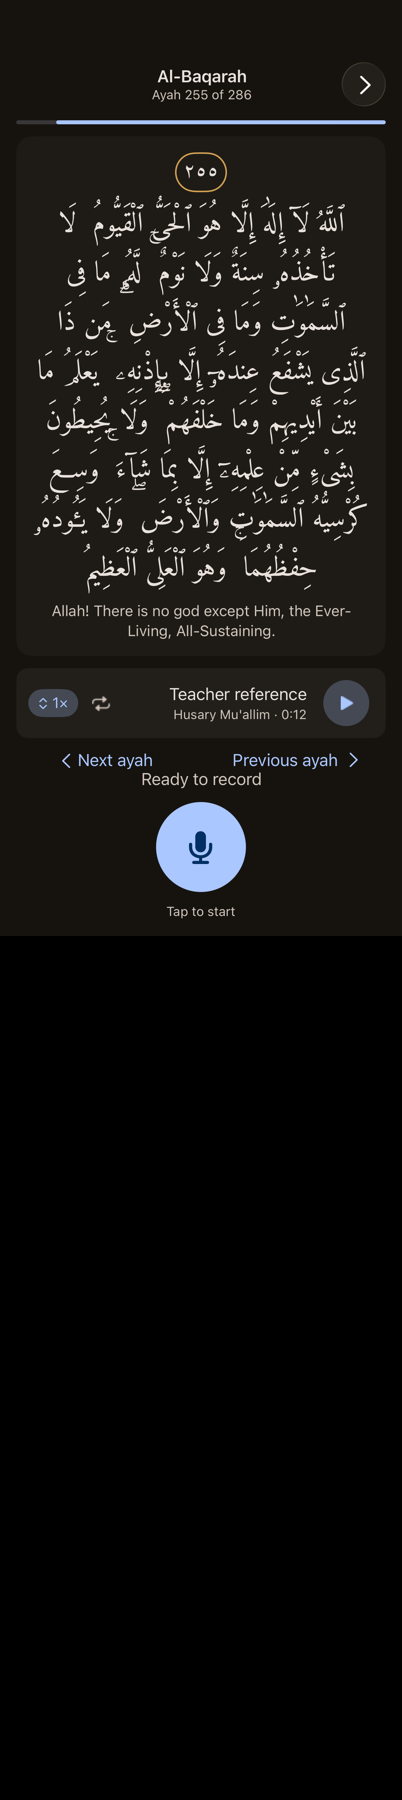 Al-Baqarah
Ayah 255 of 286
٢٥٥
ٱللَّهُ لَآ إِلَٰهَ إِلَّا هُوَ ٱلْحَىُّ ٱلْقَيُّومُ ۚ لَا
تَأْخُذُهُۥ سِنَةٌ وَلَا نَوْمٌ ۚ لَّهُۥ مَا فِى
ٱلسَّمَٰوَٰتِ وَمَا فِى ٱلْأَرْضِ ۗ مَن ذَا
ٱلَّذِى يَشْفَعُ عِندَهُۥٓ إِلَّا بِإِذْنِهِۦ ۚ يَعْلَمُ مَا
بَيْنَ أَيْدِيهِمْ وَمَا خَلْفَهُمْ ۖ وَلَا يُحِيطُونَ
بِشَىْءٍ مِّنْ عِلْمِهِۦٓ إِلَّا بِمَا شَآءَ ۚ وَسِعَ
كُرْسِيُّهُ ٱلسَّمَٰوَٰتِ وَٱلْأَرْضَ ۖ وَلَا يَـُٔودُهُۥ
حِفْظُهُمَا ۚ وَهُوَ ٱلْعَلِىُّ ٱلْعَظِيمُ
Allah! There is no god except Him, the Ever-
Living, All-Sustaining.
1×
Teacher reference
Husary Mu'allim · 0:12
Next ayah
Previous ayah
Ready to record
Tap to start